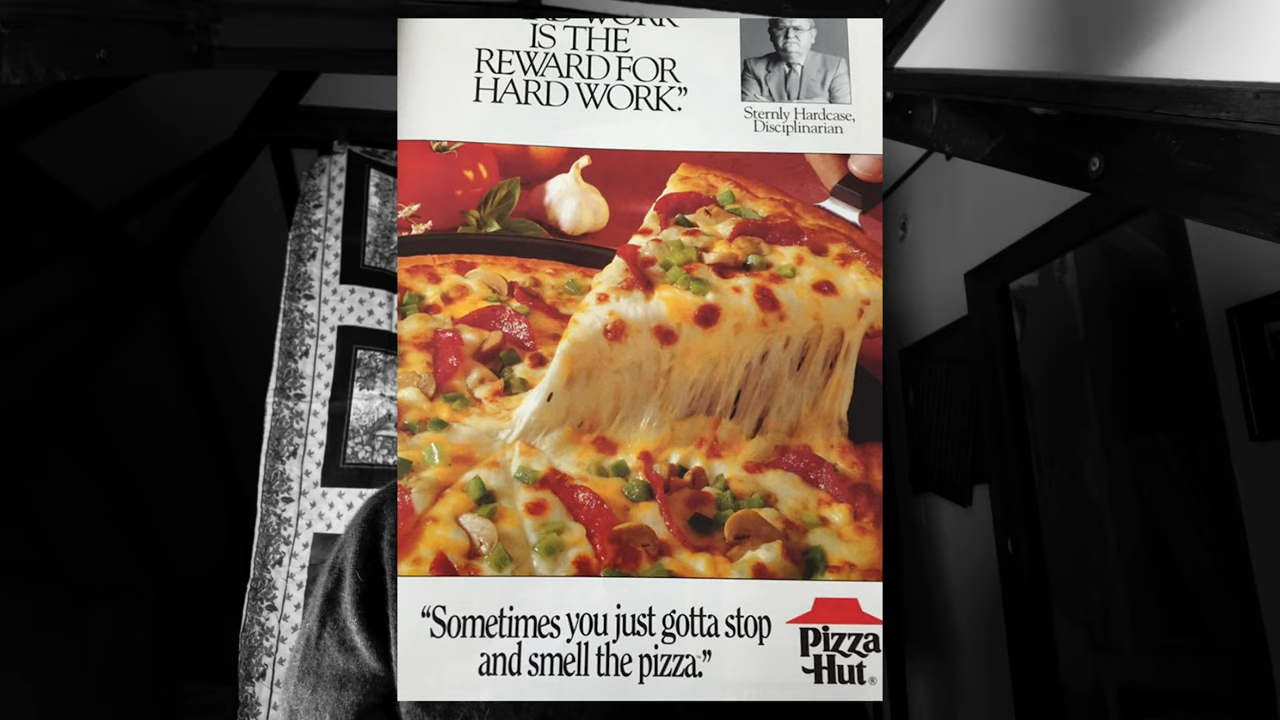 IS THE
REWARD FOR
HARD WORK.”
Sternly Hardcase,
Disciplinarian
“Sometimes you just gotta stop
and smell the pizza.”
Pizza
Hut®